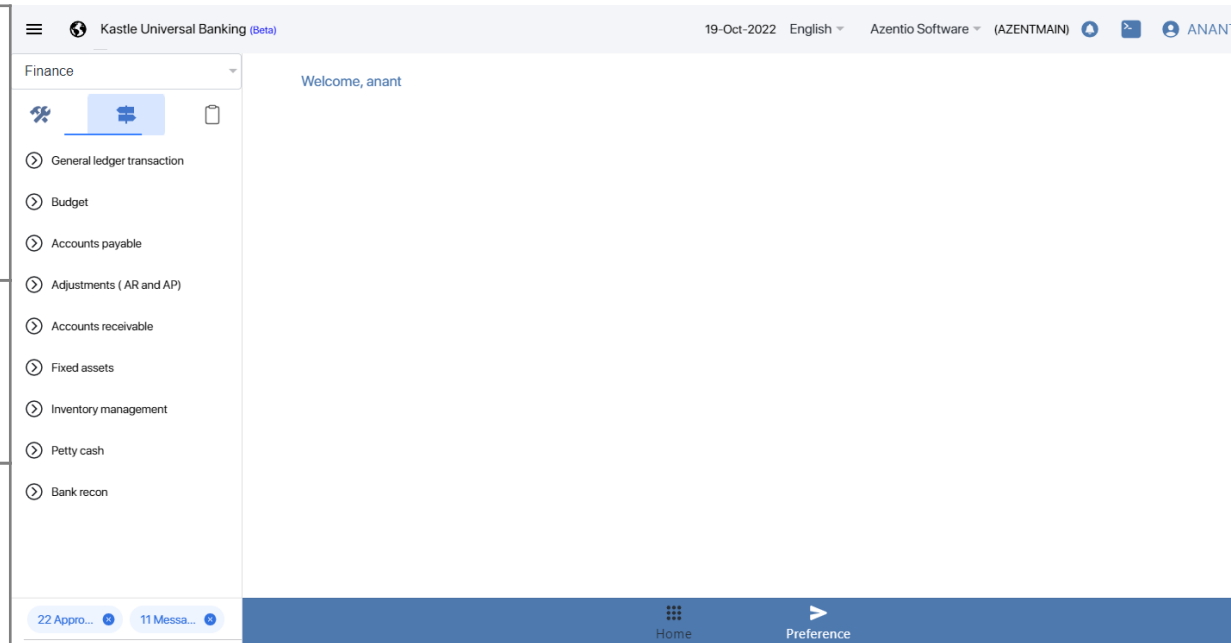 Kastle Universal Banking (Beta)
19-Oct-2022 English Azentio Software (AZENTMAIN) ANANT
Finance
Welcome, anant
General ledger transaction
Budget
Accounts payable
Adjustments ( AR and AP)
Accounts receivable
Fixed assets
Inventory management
Petty cash
Bank recon
22 Appro... 11 Messa...
Home Preference